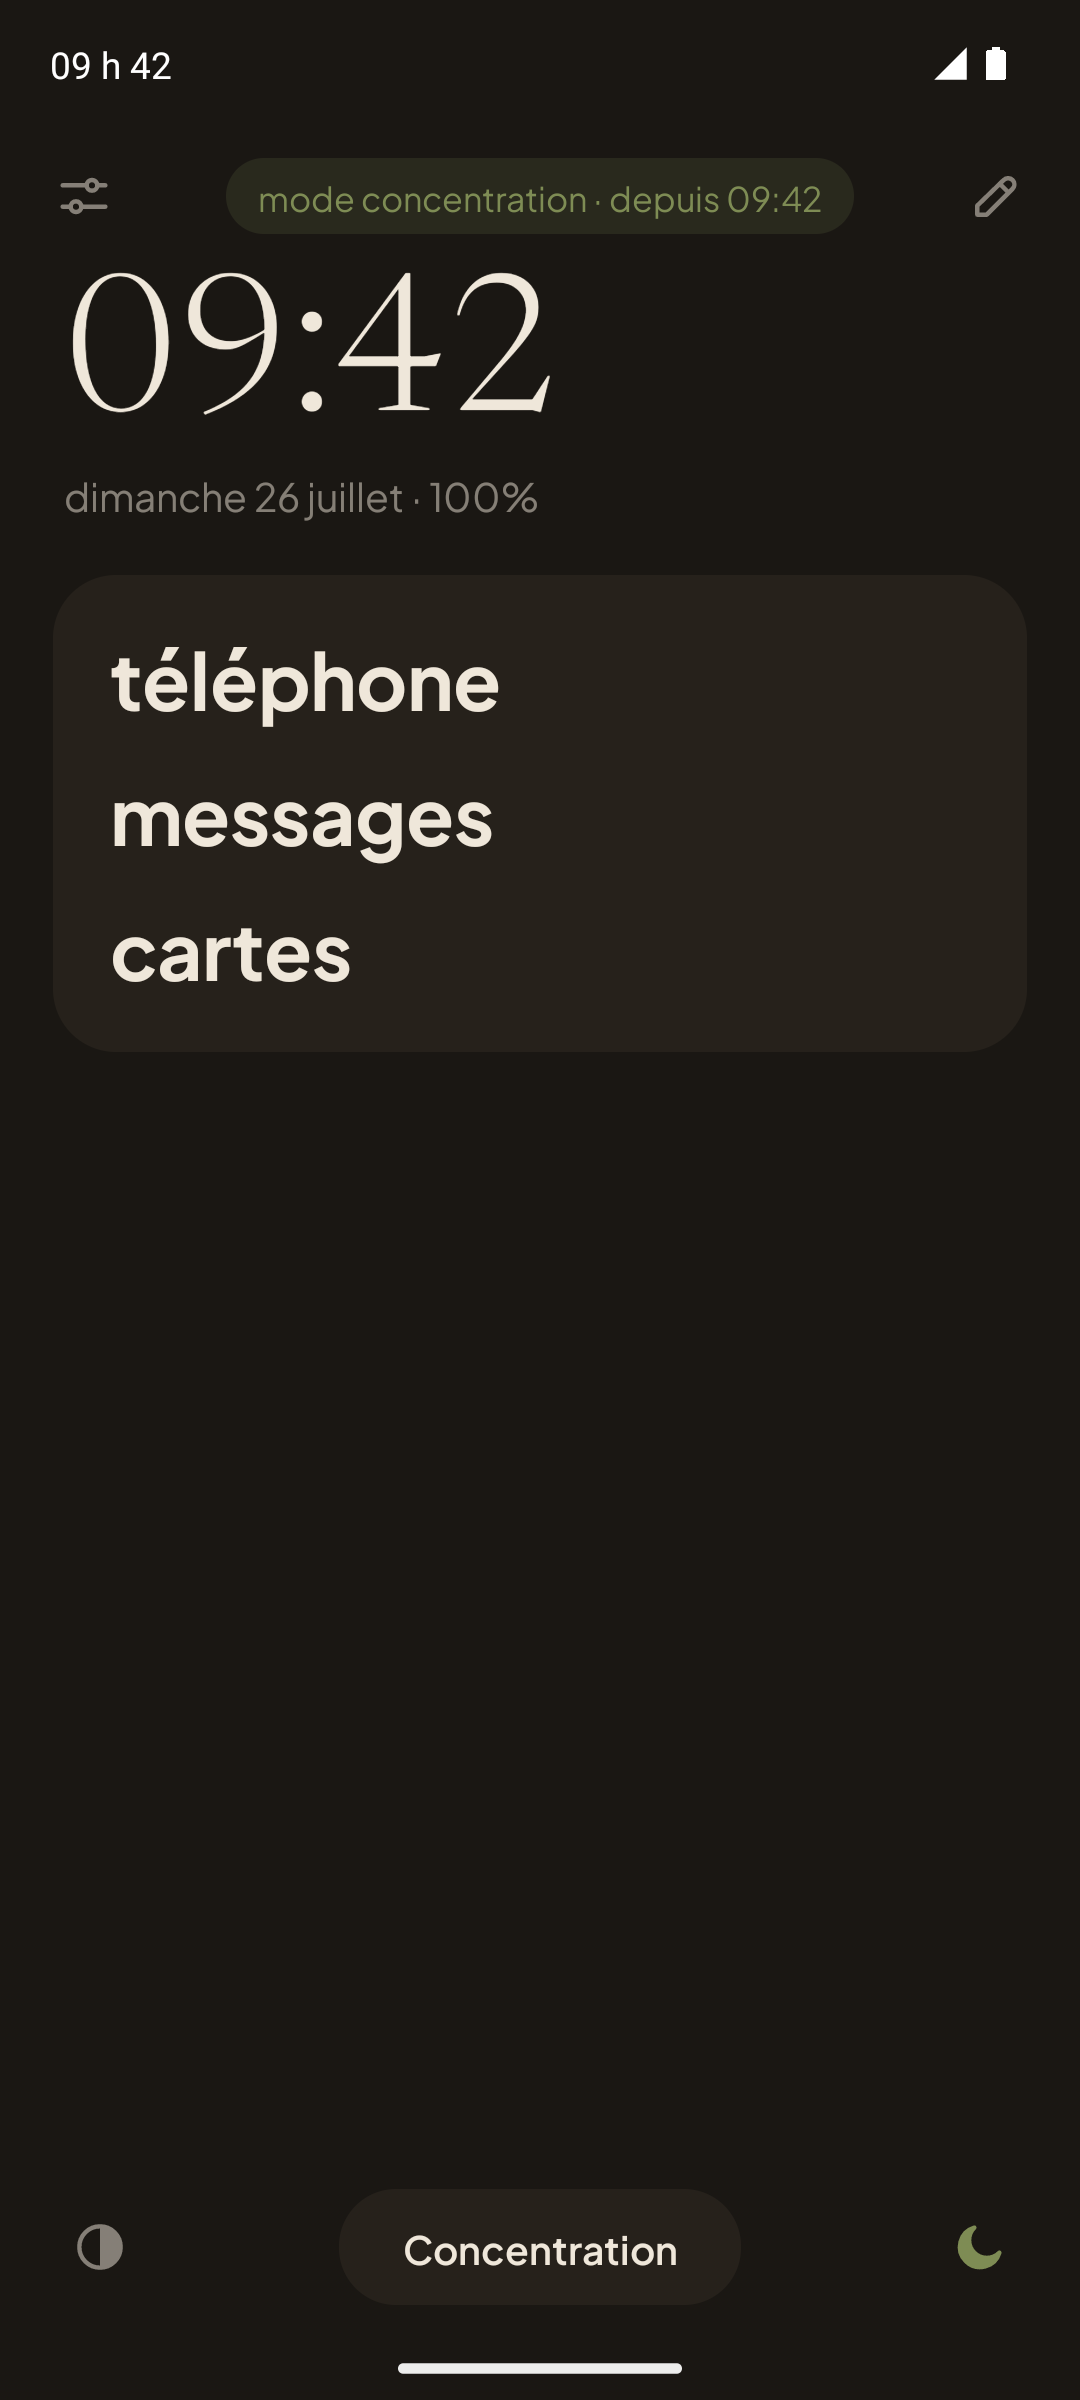 09 h 42
mode concentration · depuis 09:42
09:42
dimanche 26 juillet · 100%
téléphone
messages
cartes
Concentration